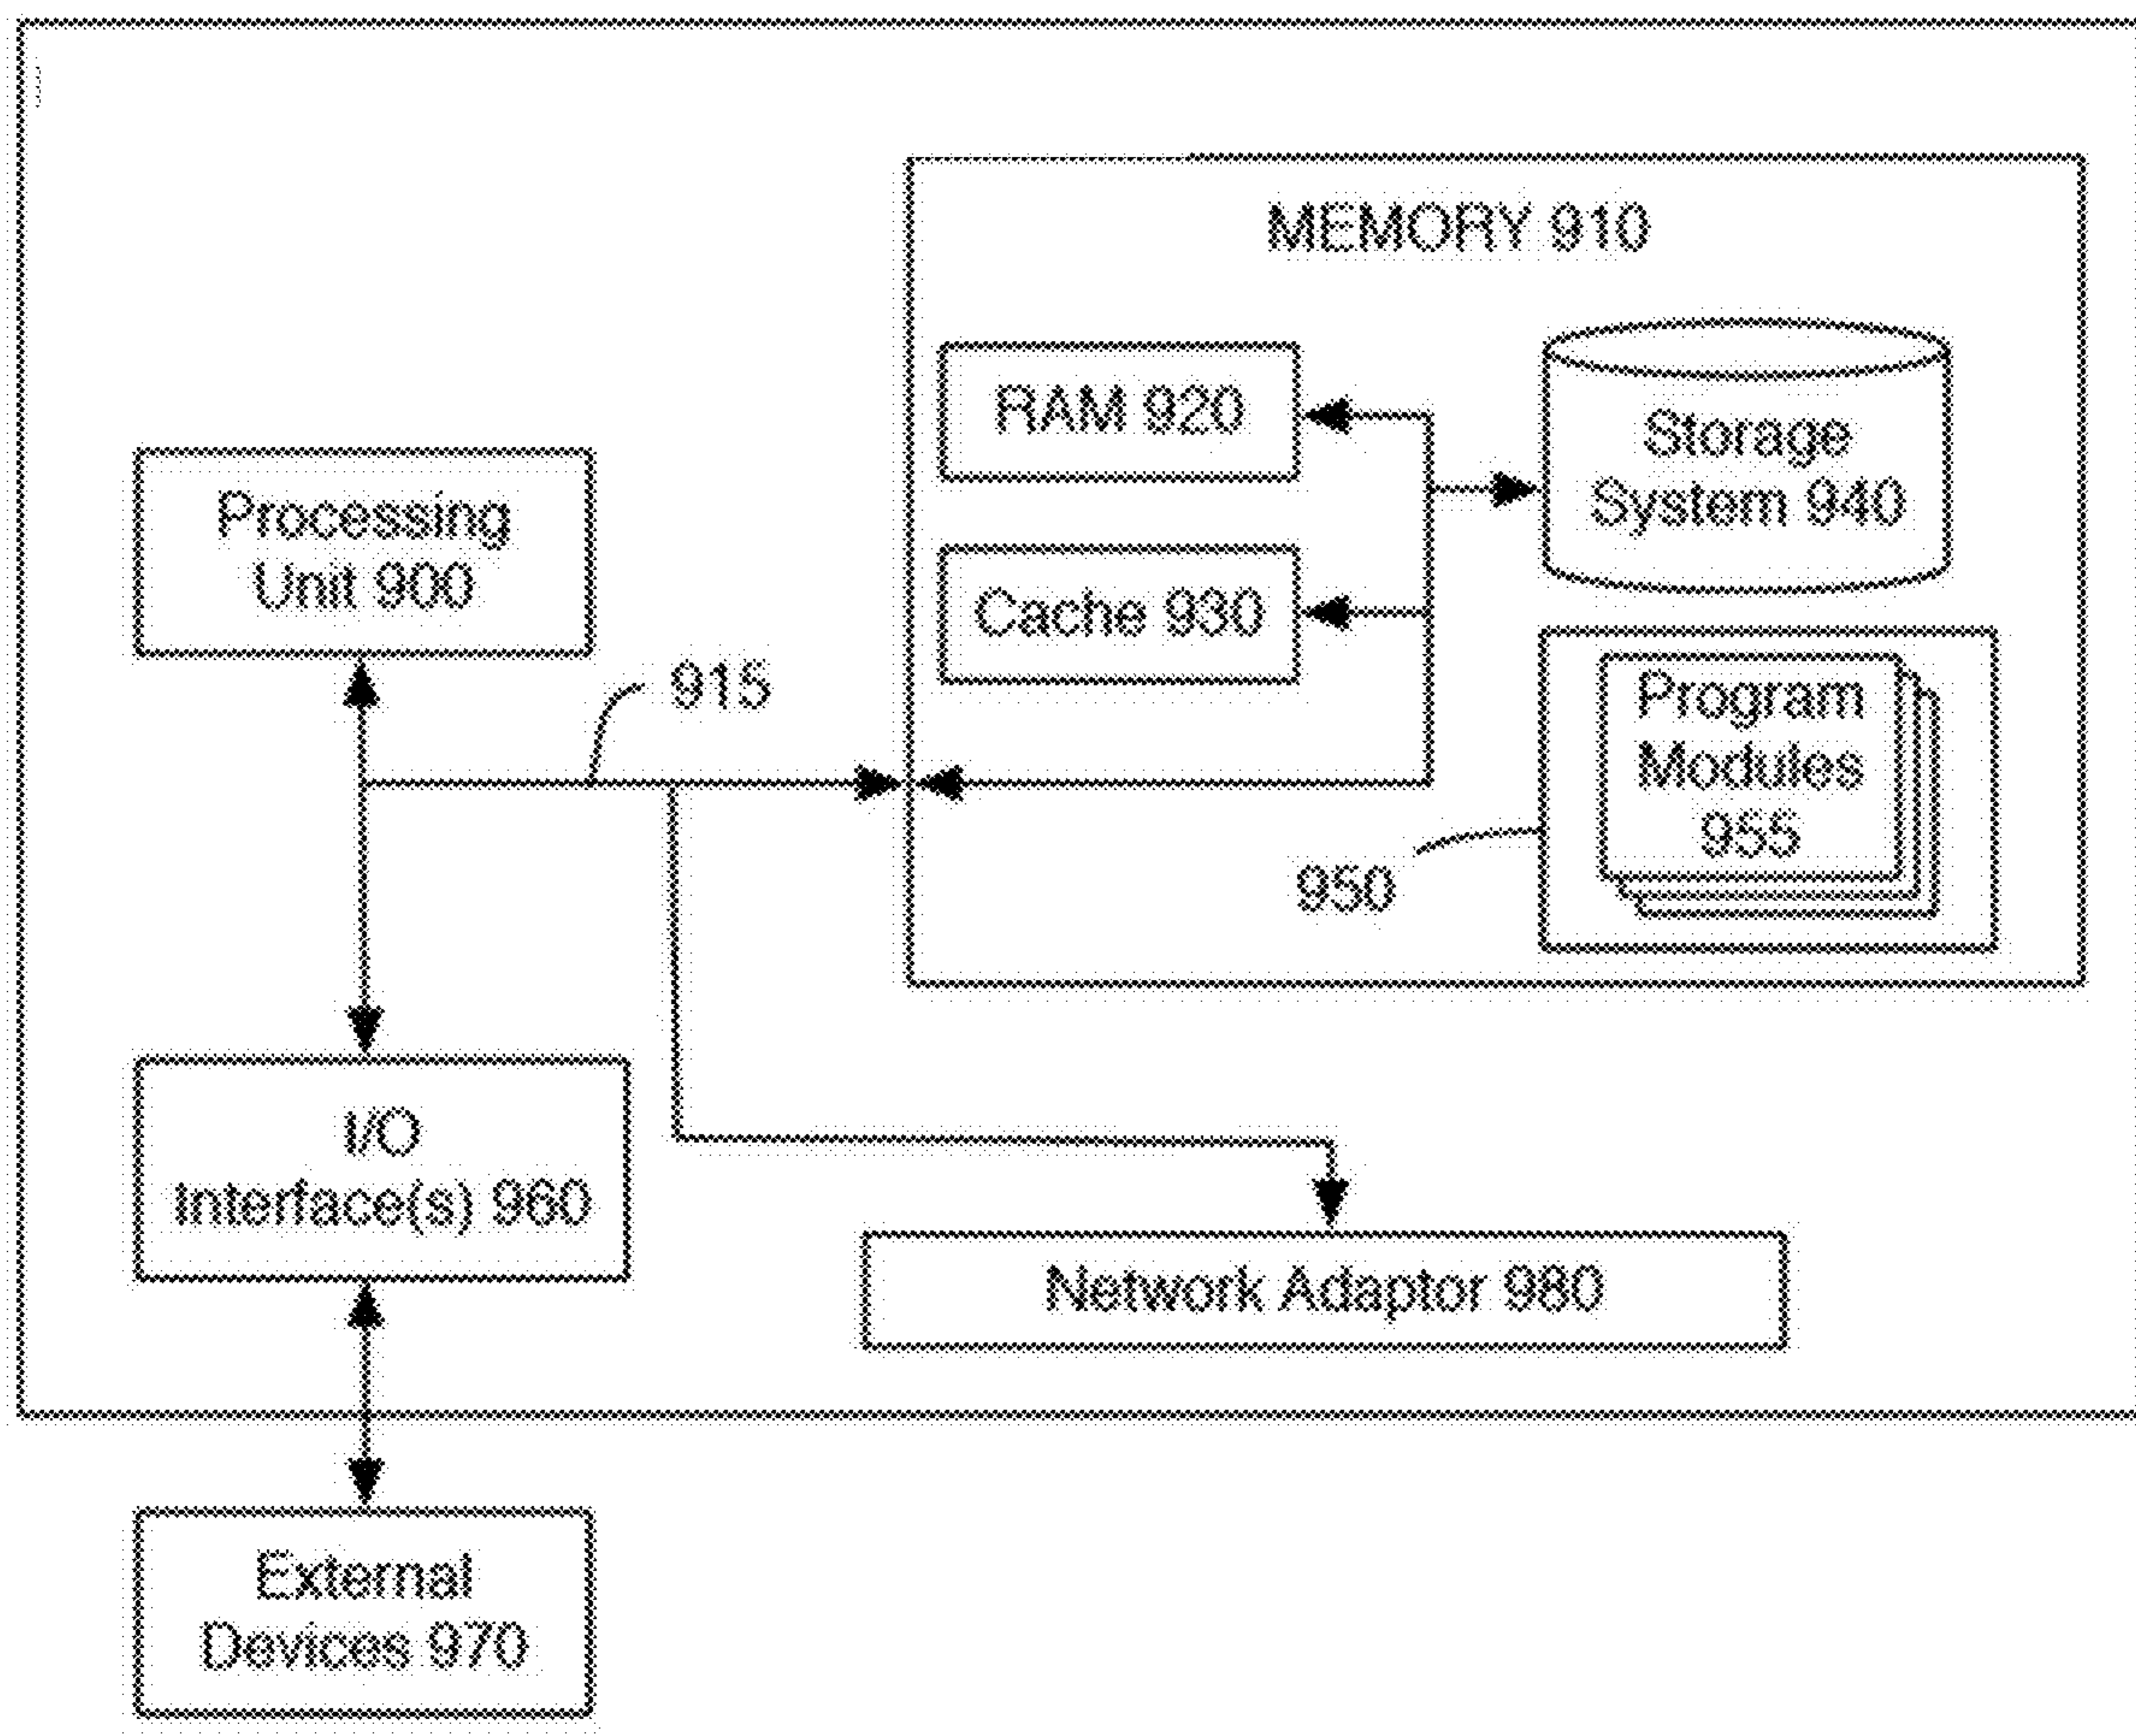 MEMORY 910
RAM 920
Storage
System 940
Processing
Unit 900
Cache 930
915
Program
Modules
955
950
I/O
Interface(s) 960
Network Adaptor 980
External
Devices 970